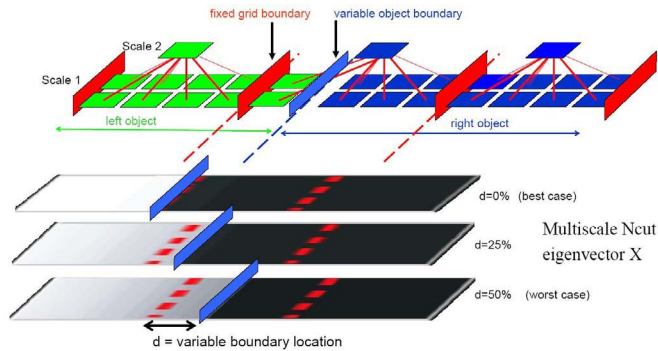 fixed grid boundary
variable object boundary
Scale 2
Scale 1
left object
right object
d=0% (best case)
d=25%
Multiscale Ncut
eigenvector X
d=50% (worst case)
d = variable boundary location